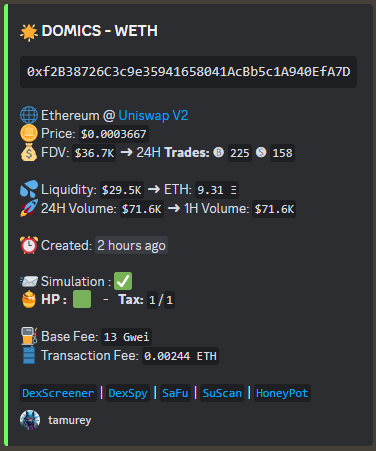 DOMICS - WETH
0xf2B38726C3c9e35941658041AcBb5c1A940EfA7D
Ethereum @ Uniswap V2
Price: $0.0003667
FDV: $36.7K ➜ 24H Trades: 🅑 225 🅢 158
Liquidity: $29.5K ➜ ETH: 9.31 Ξ
24H Volume: $71.6K ➜ 1H Volume: $71.6K
Created: 2 hours ago
Simulation : ✅
HP : 🟩 - Tax: 1/1
Base Fee: 13 Gwei
Transaction Fee: 0.00244 ETH
DexScreener | DexSpy | SaFu | SuScan | HoneyPot
tamurey